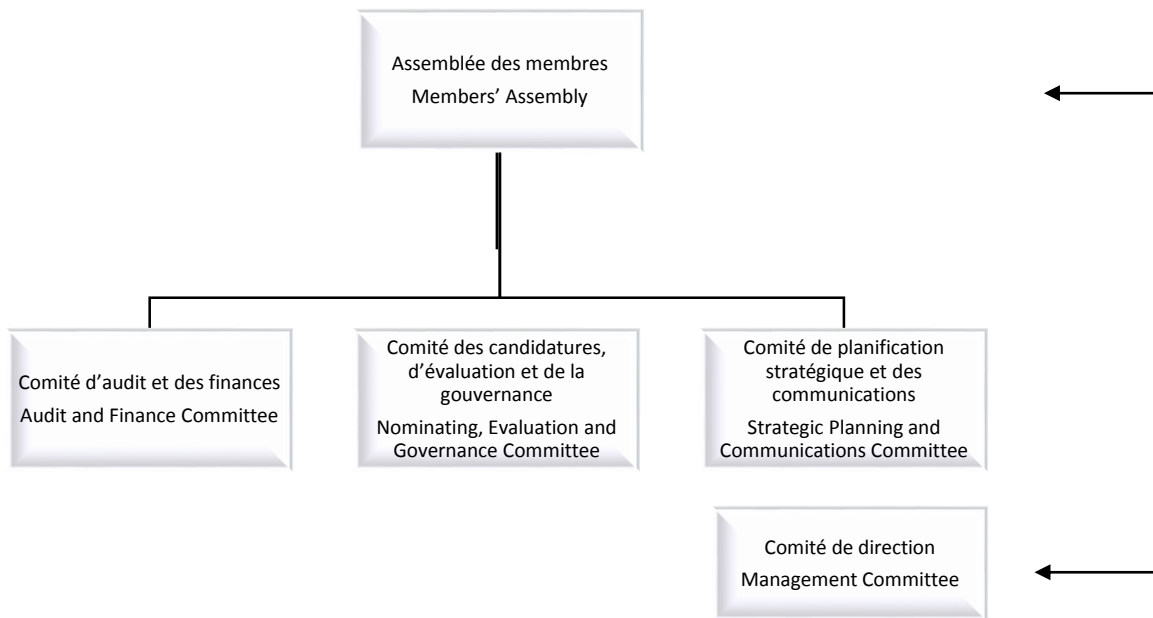 Assemblée des membres
Members’ Assembly
Comité d’audit et des finances
Audit and Finance Committee
Comité des candidatures,
d’évaluation et de la
gouvernance
Nominating, Evaluation and
Governance Committee
Comité de planification
stratégique et des
communications
Strategic Planning and
Communications Committee
Comité de direction
Management Committee